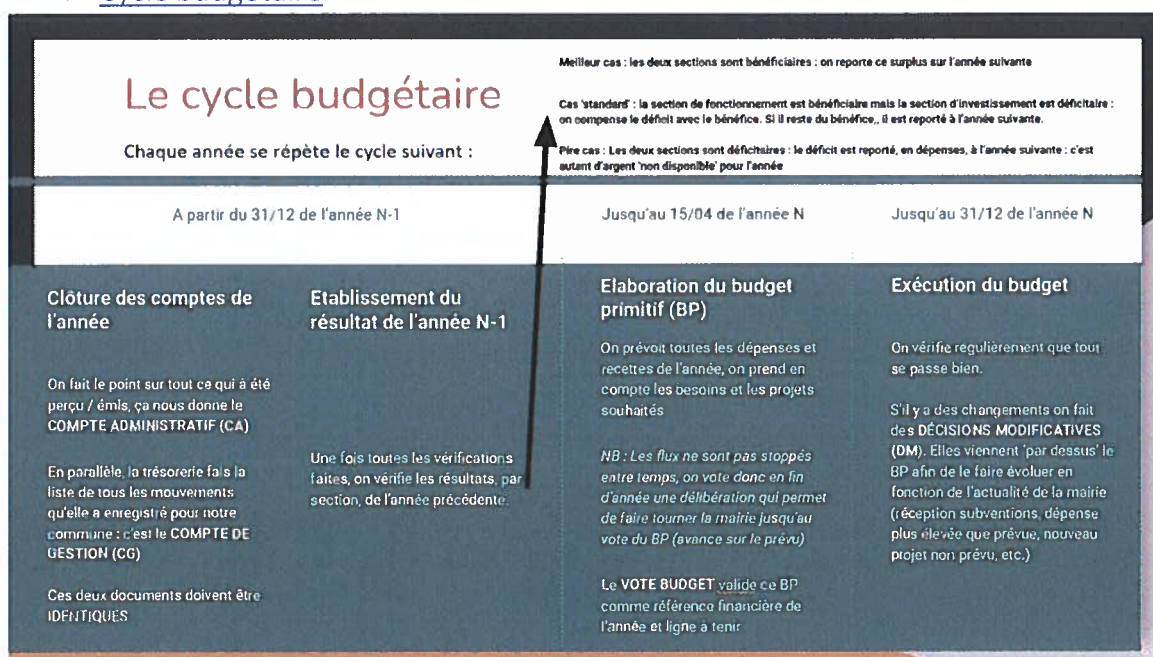 Cycle budgétaire
Le cycle budgétaire
Chaque année se répète le cycle suivant :
Meilleur cas : les deux sections sont bénéficiaires : on reporte ce surplus sur l'année suivante
Cas 'standard' : la section de fonctionnement est bénéficiaire mais la section d'investissement est déficitaire :
on compense le déficit avec le bénéfice. Si il reste du bénéfice,, il est reporté à l'année suivante.
Pire cas : Les deux sections sont déficitaires : le déficit est reporté, en dépenses, à l'année suivante : c'est
autant d'argent 'non disponible' pour l'année
A partir du 31/12 de l'année N-1
Jusqu'au 15/04 de l'année N
Jusqu'au 31/12 de l'année N
Clôture des comptes de
l'année
On fait le point sur tout ce qui à été
perçu / émis, ça nous donne le
COMPTE ADMINISTRATIF (CA)
En parallèle, la trésorerie fais la
liste de tous les mouvements
qu'elle a enregistré pour notre
commune : c'est le COMPTE DE
GESTION (CG)
Ces deux documents doivent être
IDENTIQUES
Etablissement du
résultat de l'année N-1
Une fois toutes les vérifications
faites, on vérifie les résultats, par
section, de l'année précédente.
Elaboration du budget
primitif (BP)
On prévoit toutes les dépenses et
recettes de l'année, on prend en
compte les besoins et les projets
souhaités
NB : Les flux ne sont pas stoppés
entre temps, on vote donc en fin
d'année une délibération qui permet
de faire tourner la mairie jusqu'au
vote du BP (avance sur le prévu)
Le VOTE BUDGET valide ce BP
comme référence financière de
l'année et ligne à tenir
Exécution du budget
On vérifie regulièrement que tout
se passe bien.
S'il y a des changements on fait
des DÉCISIONS MODIFICATIVES
(DM). Elles viennent 'par dessus' le
BP afin de le faire évoluer en
fonction de l'actualité de la mairie
(réception subventions, dépense
plus élevée que prévue, nouveau
projet non prévu, etc.)